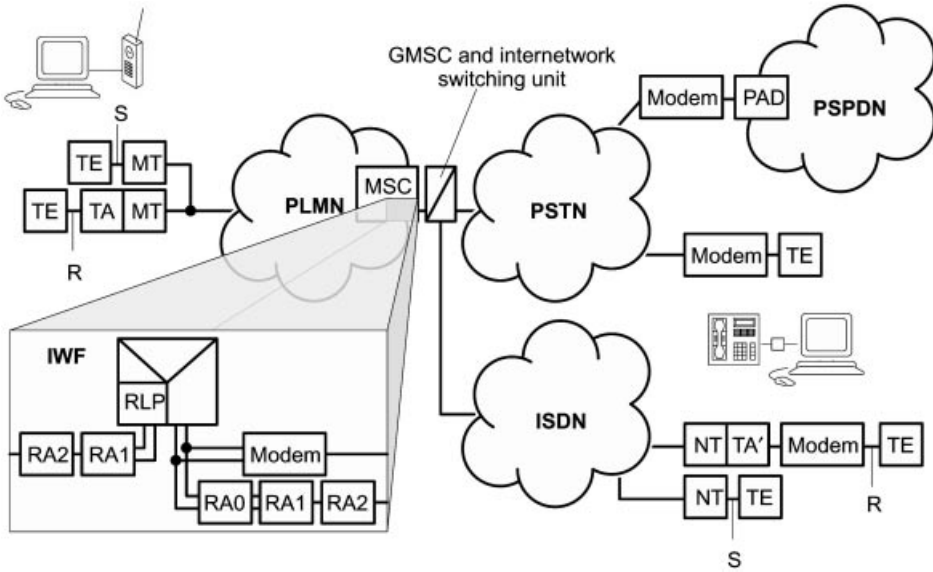 GMSC and internetwork
switching unit
Modem
PAD
PSPDN
S
TE
MT
TE
TA
MT
R
PLMN
MSC
PSTN
Modem
TE
IWF
RLP
RA2
RA1
Modem
RA0
RA1
RA2
ISDN
NT
TA′
Modem
TE
NT
TE
R
S